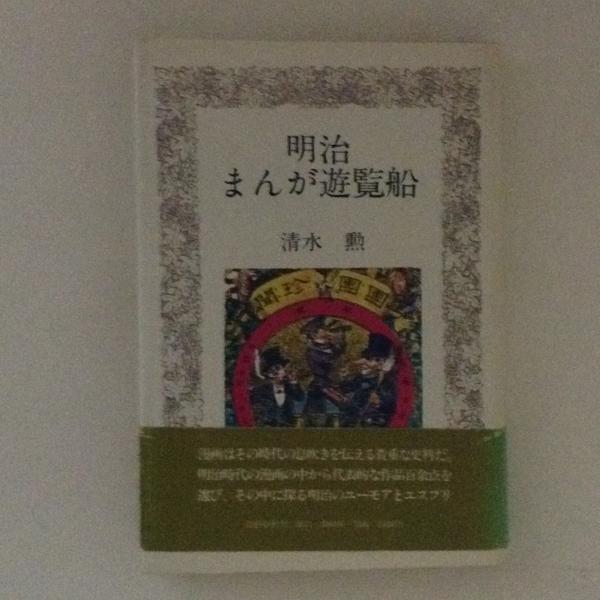 明治
まんが遊覧船
清水 勲
聞珍團團
漫画はその時代の息吹きを伝える貴重な史料だ。
明治時代の漫画の中から代表的な作品百余点を
選び、その中に探る明治のユーモアとエスプリ